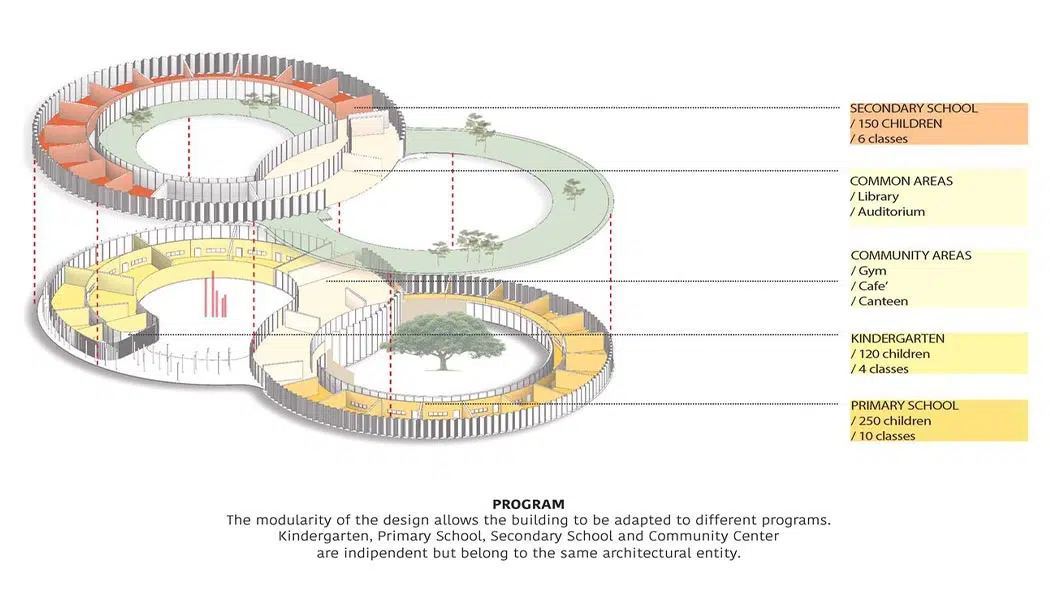 SECONDARY SCHOOL
/ 150 CHILDREN
/ 6 classes
COMMON AREAS
/ Library
/ Auditorium
COMMUNITY AREAS
/ Gym
/ Cafe'
/ Canteen
KINDERGARTEN
/ 120 children
/ 4 classes
PRIMARY SCHOOL
/ 250 children
/ 10 classes
PROGRAM
The modularity of the design allows the building to be adapted to different programs.
Kindergarten, Primary School, Secondary School and Community Center
are indipendent but belong to the same architectural entity.